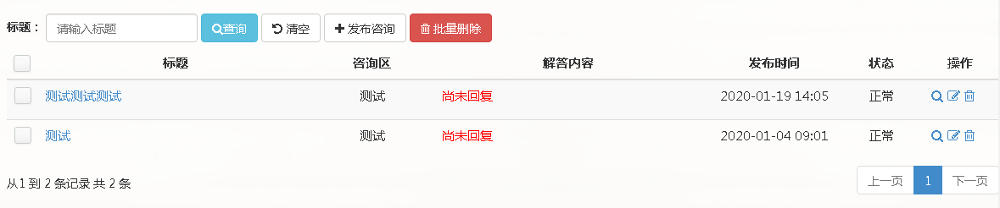 标题： 请输入标题 查询 清空 发布咨询 批量删除
标题 咨询区 解答内容 发布时间 状态 操作
测试测试测试 测试 尚未回复 2020-01-19 14:05 正常
测试 测试 尚未回复 2020-01-04 09:01 正常
从1 到 2 条记录 共 2 条 上一页 1 下一页